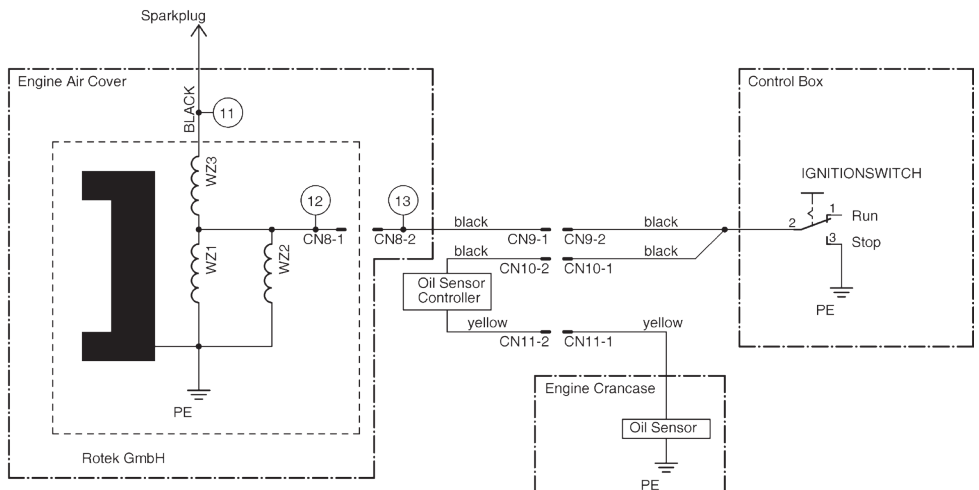 Sparkplug
Engine Air Cover
Control Box
BLACK
11
WZ3
IGNITIONSWITCH
12
13
1
Run
black
black
2
CN8-1
CN8-2
CN9-1
CN9-2
3
Stop
WZ1
WZ2
black
CN10-2
CN10-1
Oil Sensor
Controller
PE
yellow
yellow
CN11-2
CN11-1
Engine Crancase
PE
Oil Sensor
Rotek GmbH
PE